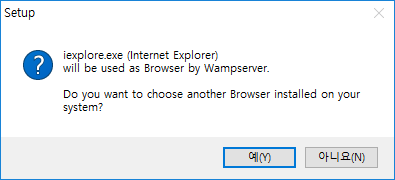 Setup
iexplore.exe (Internet Explorer)
will be used as Browser by Wampserver.
Do you want to choose another Browser installed on your
system?
예(Y)
아니요(N)